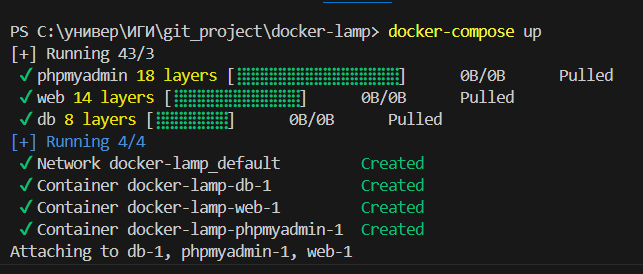 PS C:\универ\ИГИ\git_project\docker-lamp> docker-compose up
[+] Running 43/3
✔ phpmyadmin 18 layers [⣿⣿⣿⣿⣿⣿⣿⣿⣿⣿⣿⣿⣿⣿⣿⣿⣿⣿] 0B/0B Pulled
✔ web 14 layers [⣿⣿⣿⣿⣿⣿⣿⣿⣿⣿⣿⣿⣿⣿] 0B/0B Pulled
✔ db 8 layers [⣿⣿⣿⣿⣿⣿⣿⣿] 0B/0B Pulled
[+] Running 4/4
✔ Network docker-lamp_default Created
✔ Container docker-lamp-db-1 Created
✔ Container docker-lamp-web-1 Created
✔ Container docker-lamp-phpmyadmin-1 Created
Attaching to db-1, phpmyadmin-1, web-1